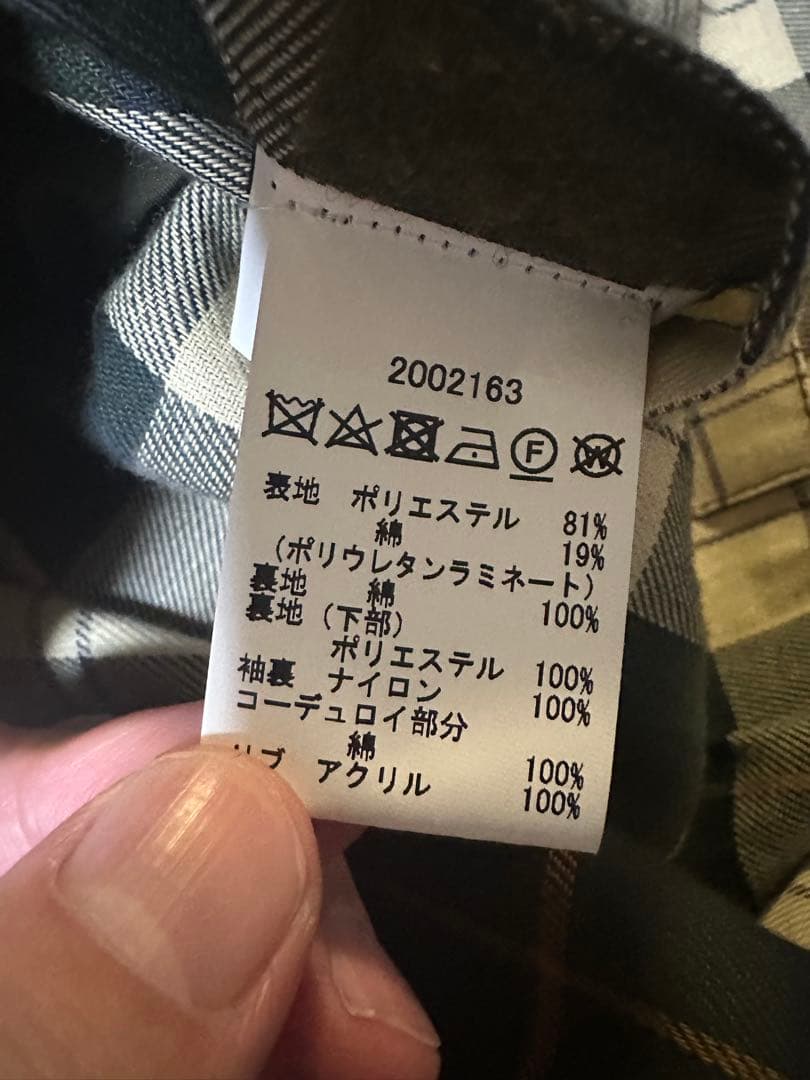 2002163
F W
表地 ポリエステル 81%
綿 19%
(ポリウレタンラミネート)
裏地 綿 100%
裏地(下部)
ポリエステル 100%
袖裏 ナイロン 100%
コーデュロイ部分
綿 100%
リブ アクリル 100%